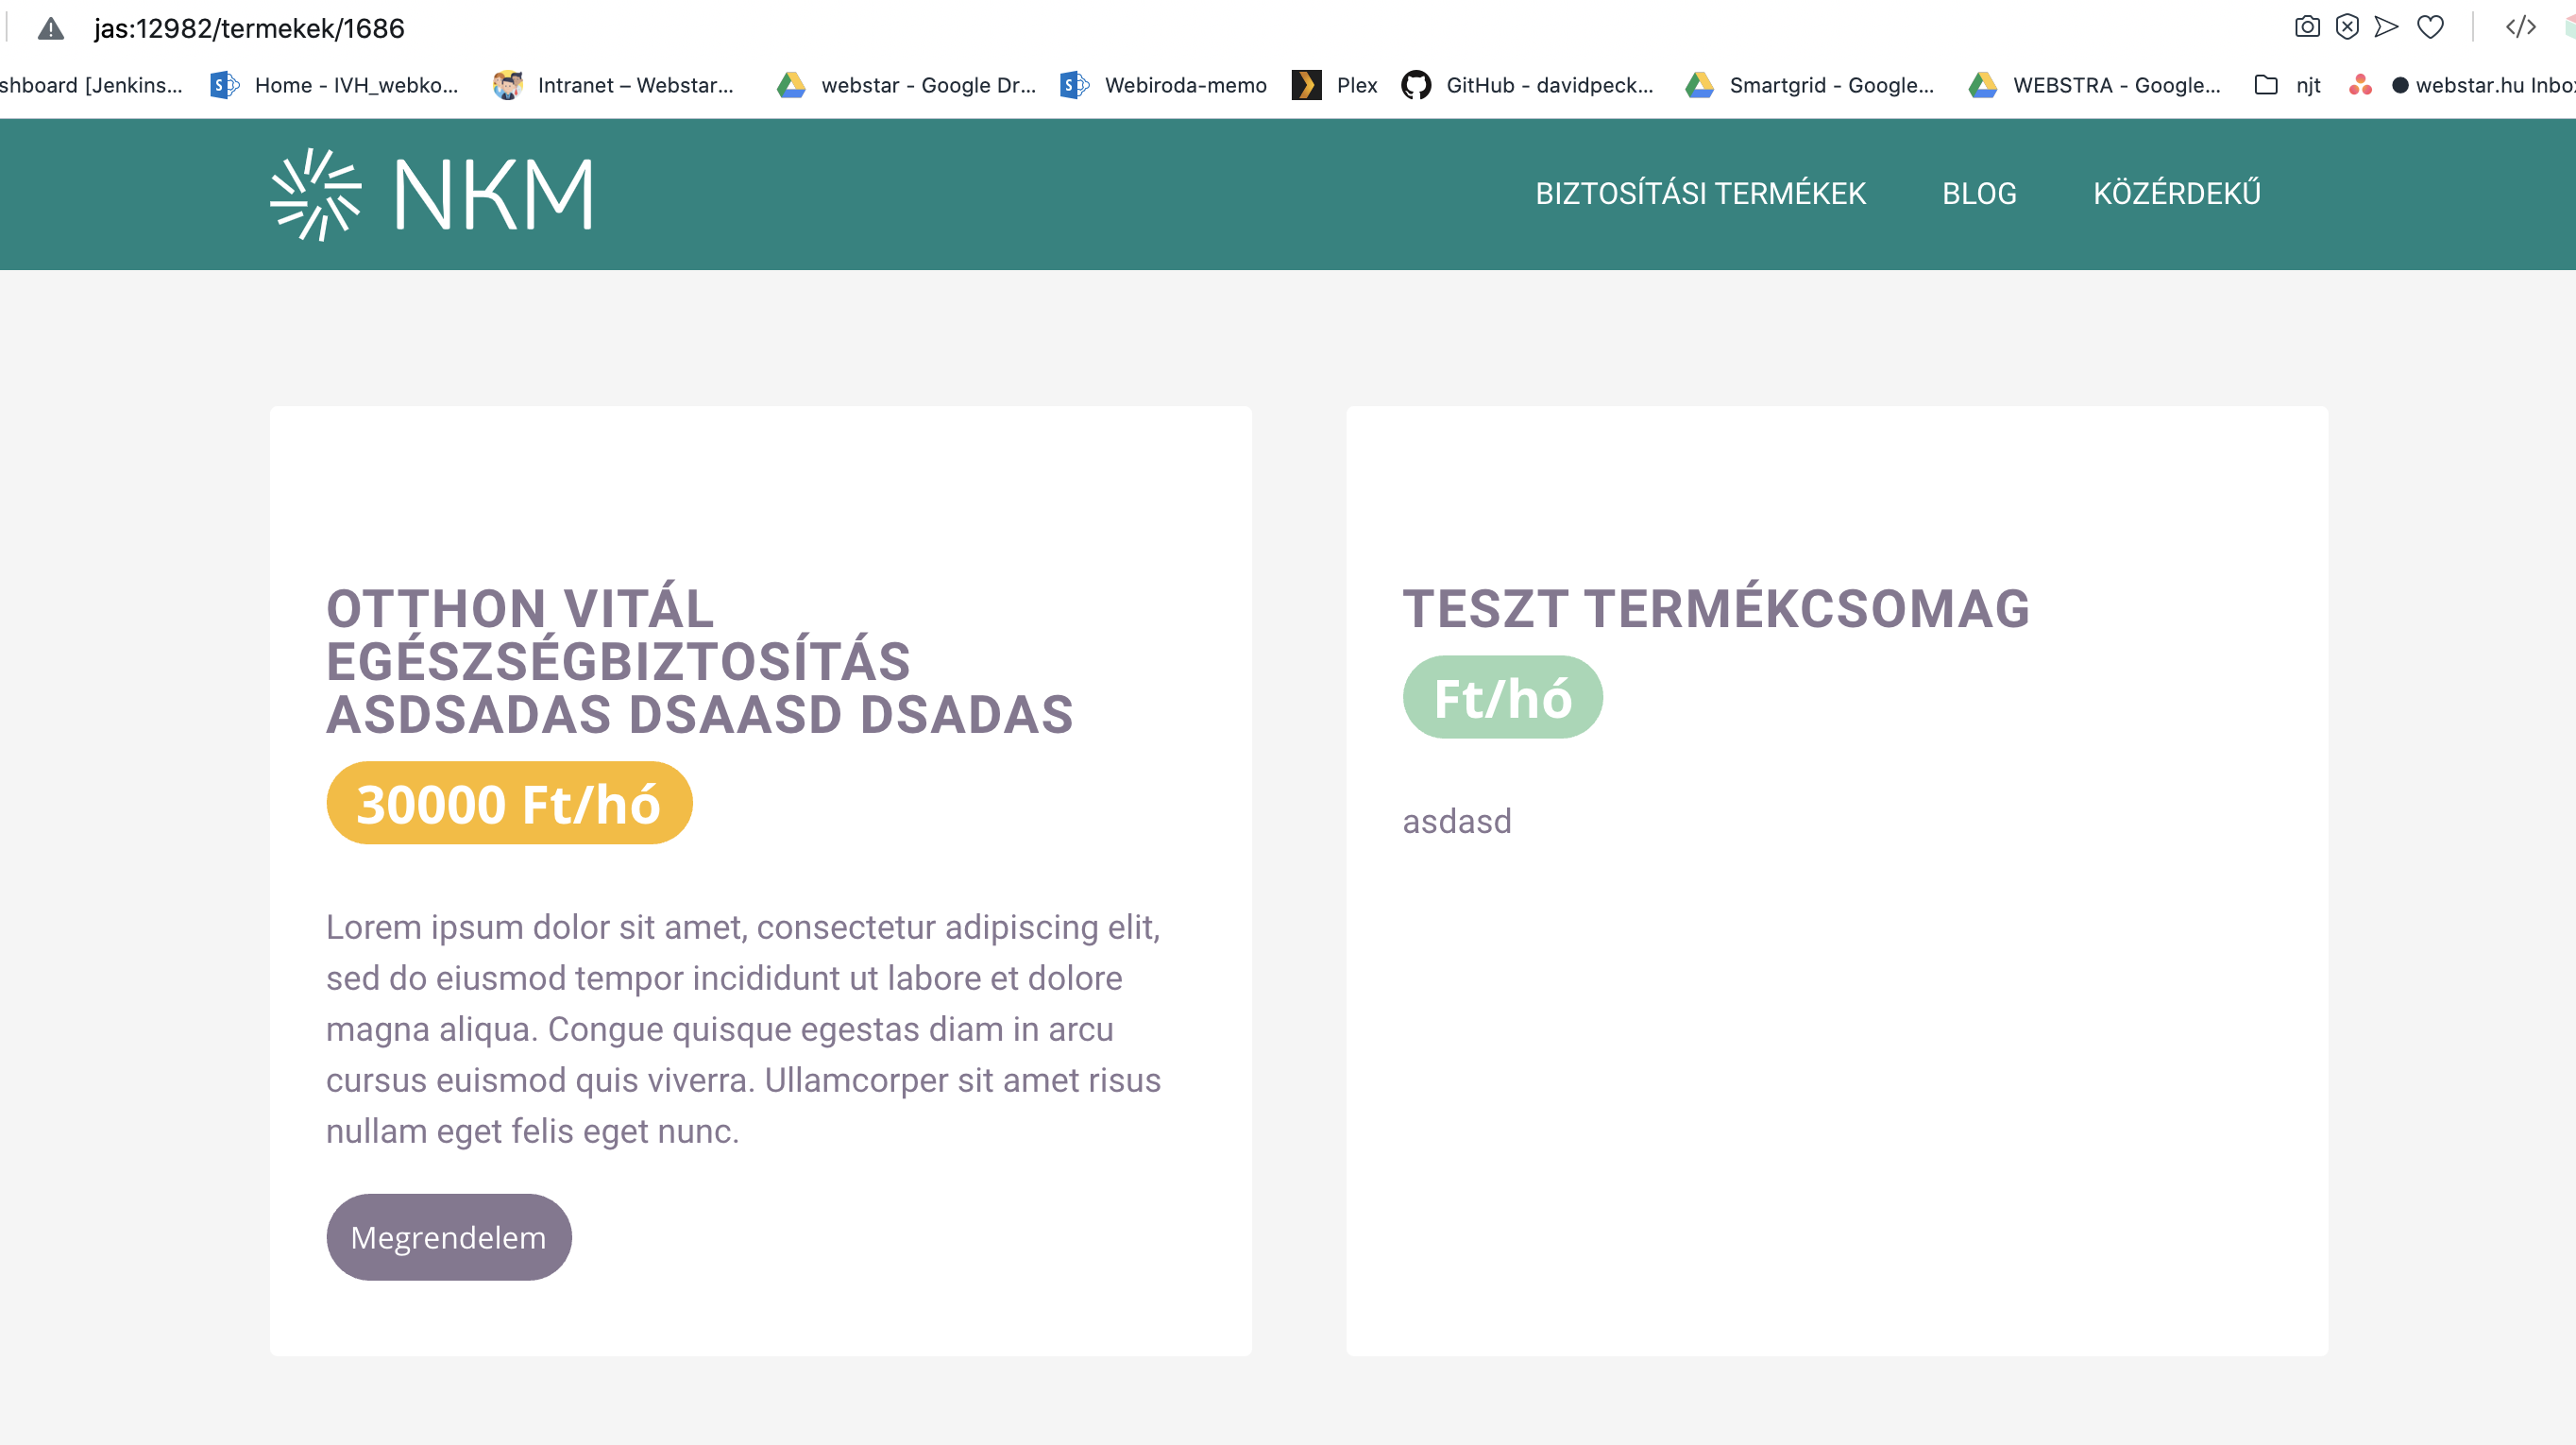 jas:12982/termekek/1686
shboard [Jenkins... Home - IVH_webko... Intranet – Webstar... webstar - Google Dr... Webiroda-memo Plex GitHub - davidpeck... Smartgrid - Google... WEBSTRA - Google... njt webstar.hu Inbo
NKM BIZTOSÍTÁSI TERMÉKEK BLOG KÖZÉRDEKŰ
OTTHON VITÁL
EGÉSZSÉGBIZTOSÍTÁS
ASDSADAS DSAASD DSADAS
30000 Ft/hó
Lorem ipsum dolor sit amet, consectetur adipiscing elit,
sed do eiusmod tempor incididunt ut labore et dolore
magna aliqua. Congue quisque egestas diam in arcu
cursus euismod quis viverra. Ullamcorper sit amet risus
nullam eget felis eget nunc.
Megrendelem
TESZT TERMÉKCSOMAG
Ft/hó
asdasd